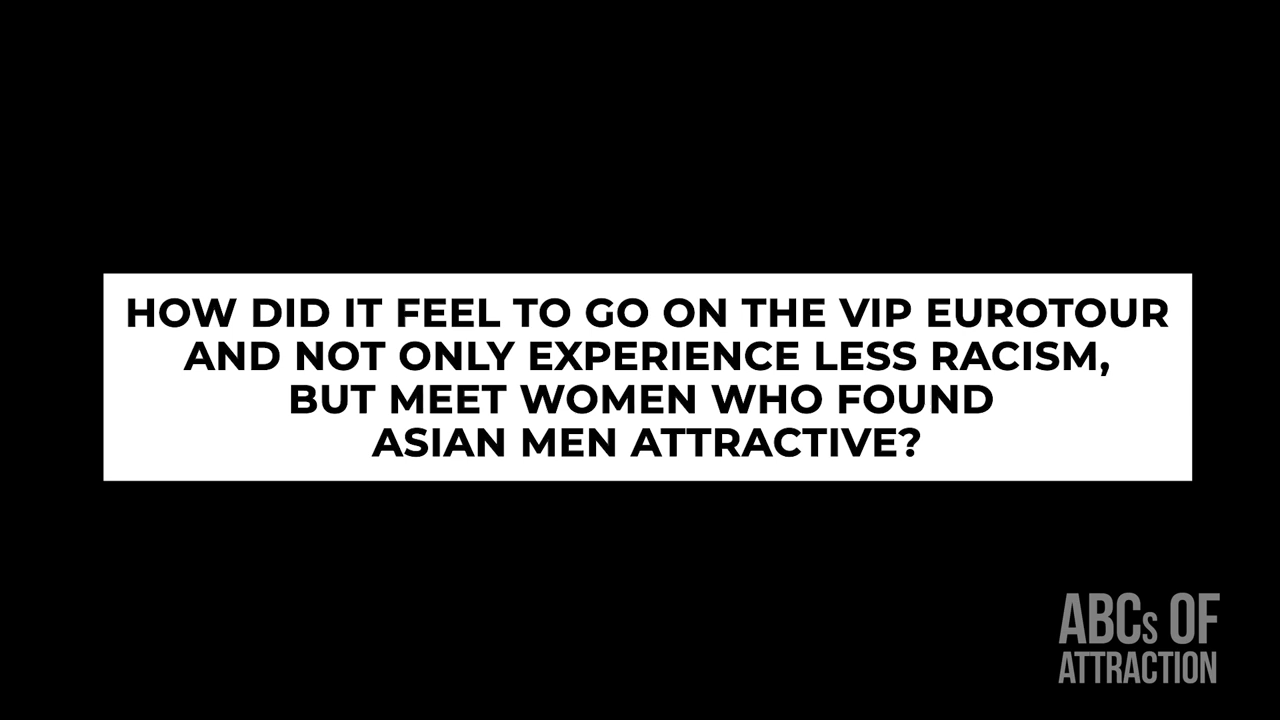 HOW DID IT FEEL TO GO ON THE VIP EUROTOUR
AND NOT ONLY EXPERIENCE LESS RACISM,
BUT MEET WOMEN WHO FOUND
ASIAN MEN ATTRACTIVE?
ABCs OF
ATTRACTION